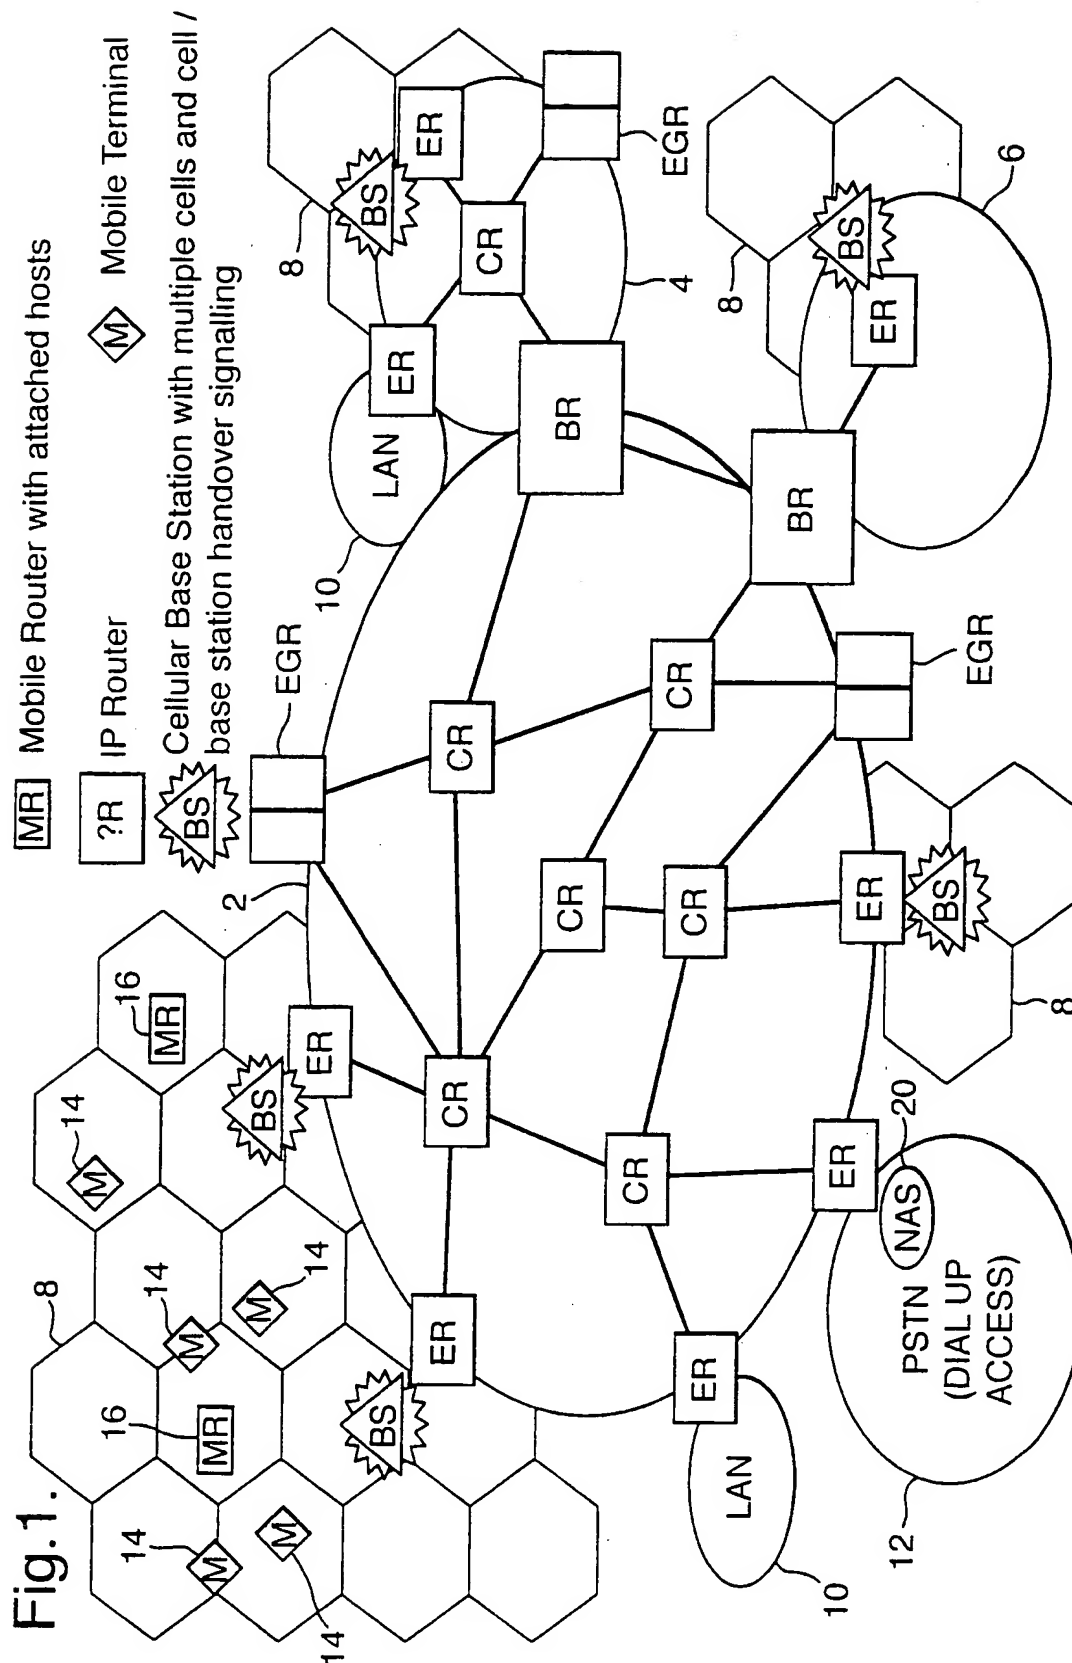 Fig.1.
MR Mobile Router with attached hosts
?R IP Router
M Mobile Terminal
BS Cellular Base Station with multiple cells and cell /
base station handover signalling
8
14
14
14
16
16
M
M
M
MR
MR
14
M
14
M
2
EGR
BS
BS
ER
ER
10
LAN
8
BS
ER
ER
CR
EGR
4
CR
CR
BR
8
BS
ER
6
BR
CR
CR
CR
CR
EGR
ER
LAN
10
ER
ER
BS
8
NAS
20
PSTN
(DIAL UP
ACCESS)
12